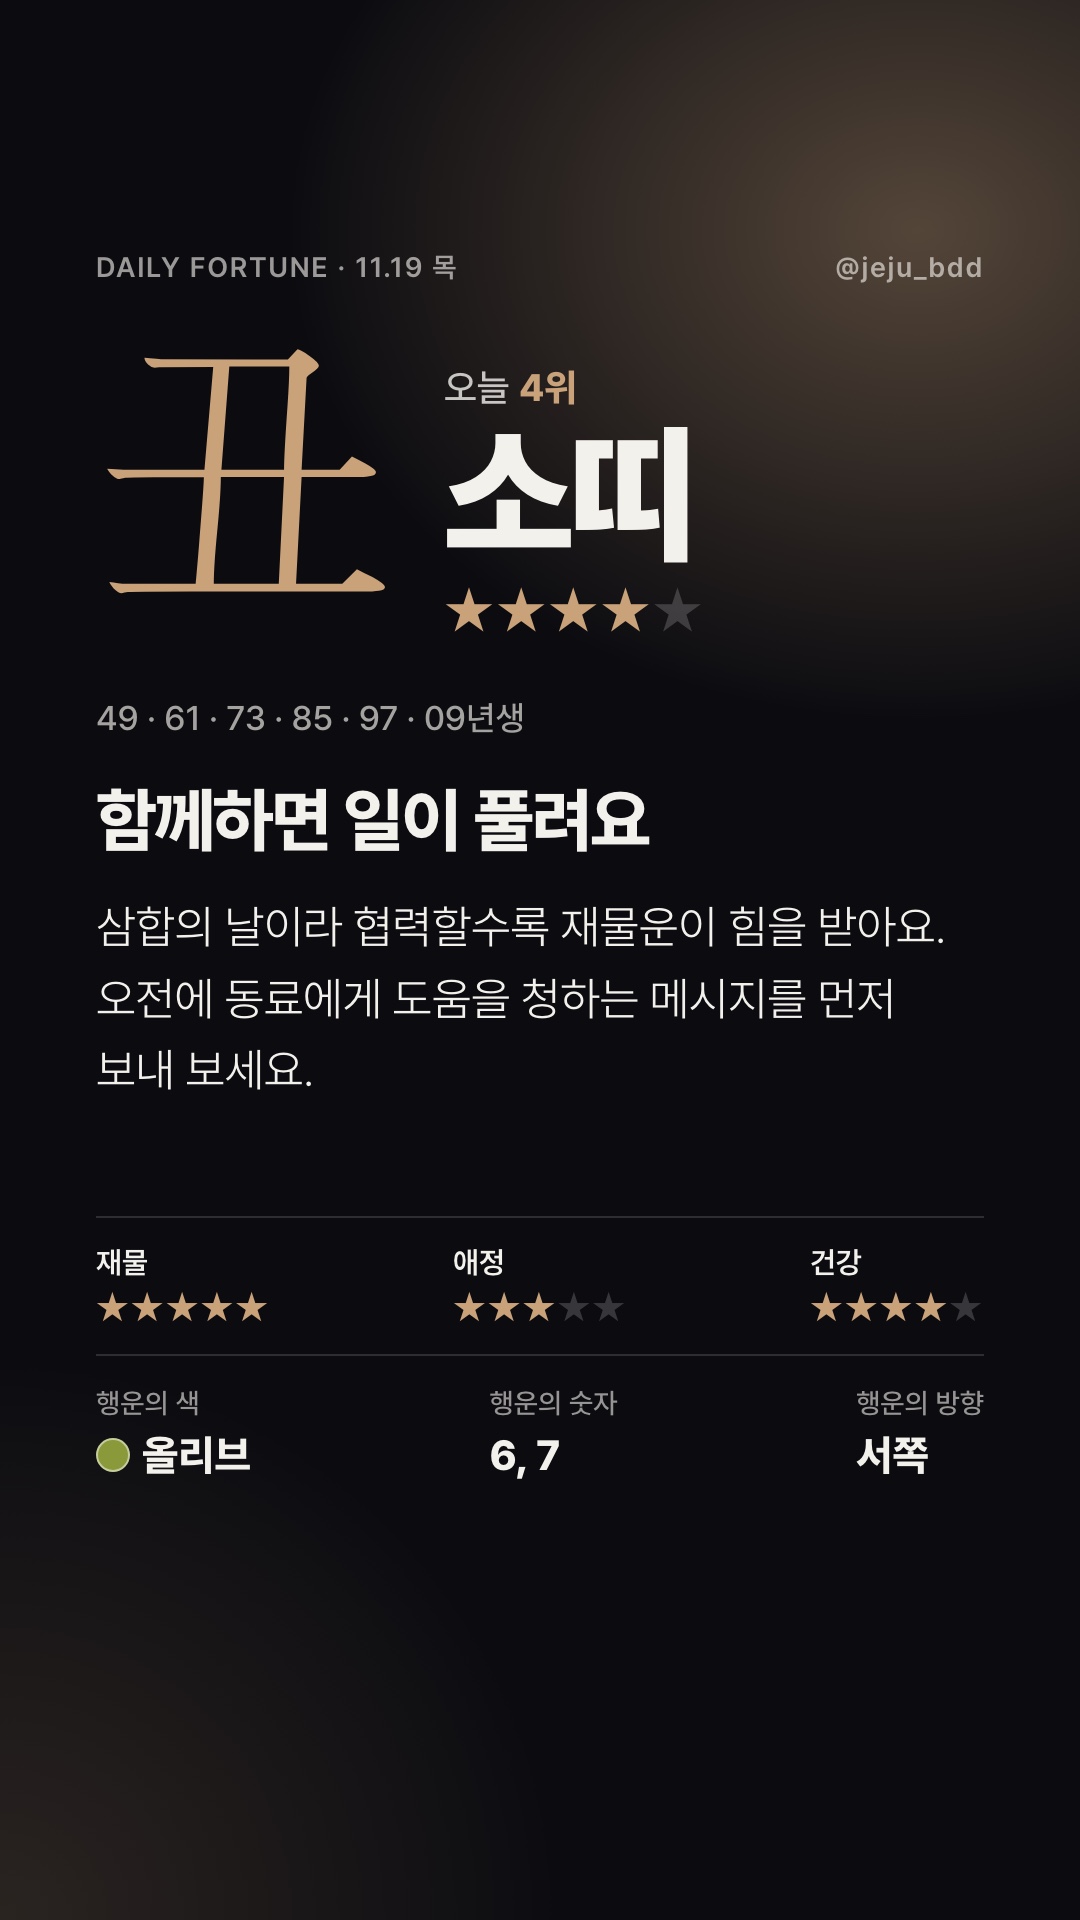 DAILY FORTUNE · 11.19 목
@jeju_bdd
丑
오늘 4위
소띠
★★★★★
49 · 61 · 73 · 85 · 97 · 09년생
함께하면 일이 풀려요
삼합의 날이라 협력할수록 재물운이 힘을 받아요.
오전에 동료에게 도움을 청하는 메시지를 먼저
보내 보세요.
재물 애정 건강
★★★★★ ★★★★★ ★★★★★
행운의 색 행운의 숫자 행운의 방향
올리브 6, 7 서쪽